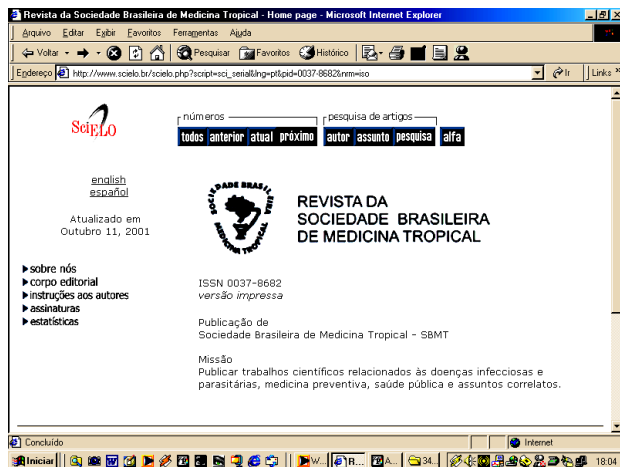 Revista da Sociedade Brasileira de Medicina Tropical - Home page - Microsoft Internet Explorer
Arquivo Editar Exibir Favoritos Ferramentas Ajuda
Voltar Pesquisar Favoritos Histórico
Endereço http://www.scielo.br/scielo.php?script=sci_serial&lng=pt&pid=0037-8682&nrm=iso Ir Links
SciELO
números pesquisa de artigos
todos anterior atual próximo autor assunto pesquisa alfa
english
español
Atualizado em
Outubro 11, 2001
SOCIEDADE BRASILEIRA
MEDICINA TROPICAL
REVISTA DA
SOCIEDADE BRASILEIRA
DE MEDICINA TROPICAL
sobre nós
corpo editorial
instruções aos autores
assinaturas
estatísticas
ISSN 0037-8682
versão impressa
Publicação de
Sociedade Brasileira de Medicina Tropical - SBMT
Missão
Publicar trabalhos científicos relacionados às doenças infecciosas e
parasitárias, medicina preventiva, saúde pública e assuntos correlatos.
Concluído Internet
Iniciar W... R... A... 34... 18:04